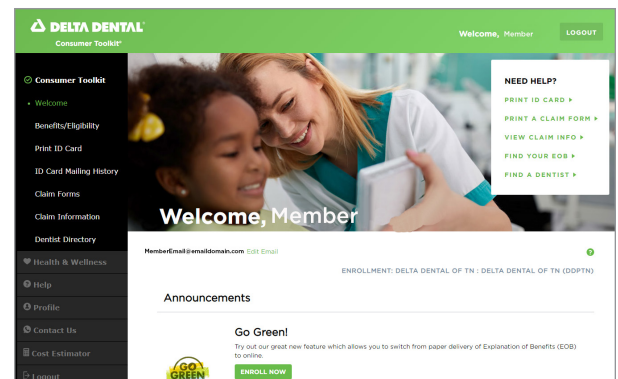 DELTA DENTAL®
Consumer Toolkit®
Welcome, Member
LOGOUT
Consumer Toolkit
Welcome
Benefits/Eligibility
Print ID Card
ID Card Mailing History
Claim Forms
Claim Information
Dentist Directory
Health & Wellness
Help
Profile
Contact Us
Cost Estimator
Logout
NEED HELP?
PRINT ID CARD
PRINT A CLAIM FORM
VIEW CLAIM INFO
FIND YOUR EOB
FIND A DENTIST
Welcome, Member
MemberEmail@emaildomain.com Edit Email
ENROLLMENT: DELTA DENTAL OF TN : DELTA DENTAL OF TN (DDPTN)
Announcements
Go Green!
Try out our great new feature which allows you to switch from paper delivery of Explanation of Benefits (EOB)
to online.
GO
GREEN
ENROLL NOW